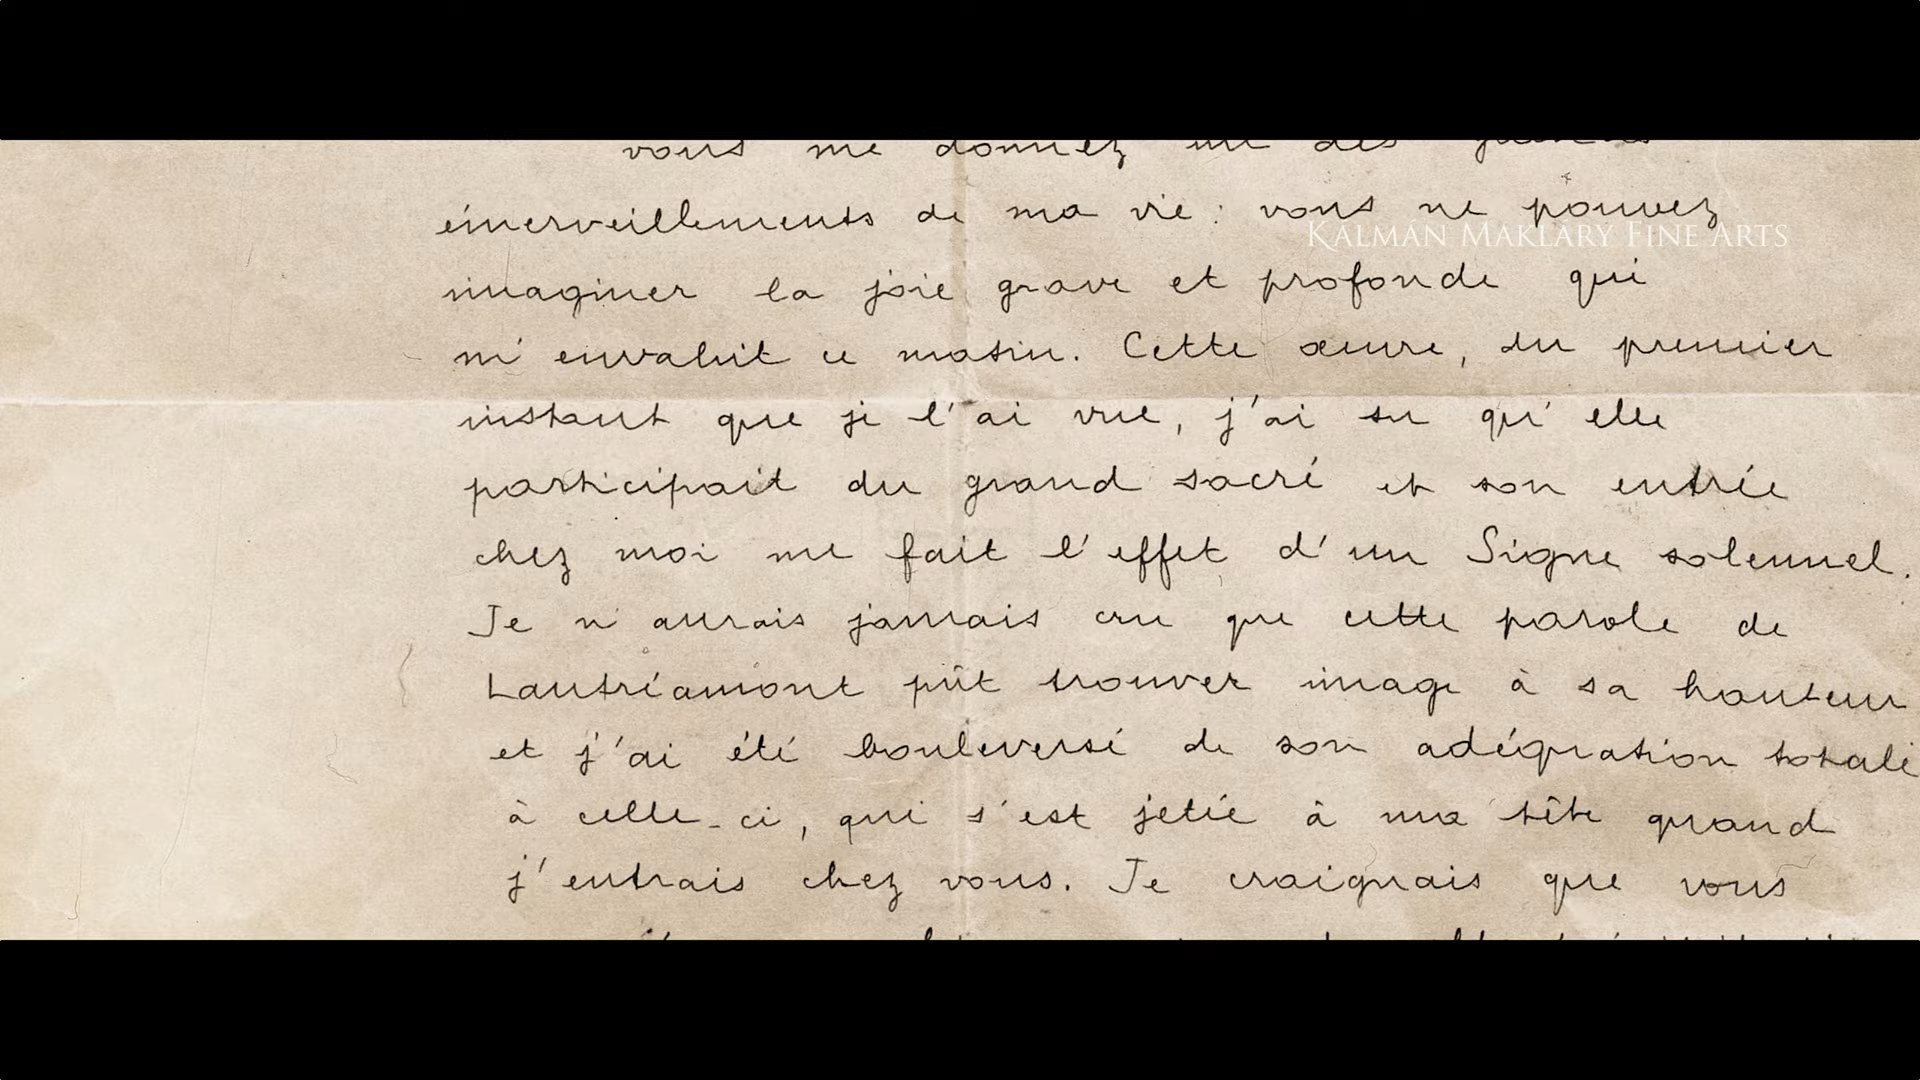 vous me donnez un des grands
émerveillements de ma vie : vous ne pouvez
KALMAN MAKLARY FINE ARTS
imaginer la joie grave et profonde qui
m'envahit ce matin. Cette œuvre, du premier
instant que je l'ai vue, j'ai su qu'elle
participait du grand sacré et son entrée
chez moi me fait l'effet d'un Signe solennel.
Je n'aurais jamais cru que cette parole de
Lautréamont pût trouver image à sa hauteur
et j'ai été bouleversé de son adéquation totale
à celle-ci, qui s'est jetée à ma tête quand
j'entrais chez vous. Je craignais que vous